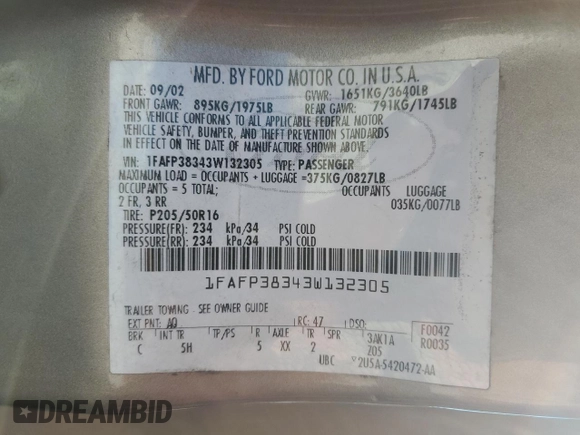 MFD. BY FORD MOTOR CO. IN U.S.A.
DATE: 09/02 GVWR: 1651KG/3640LB
FRONT GAWR: 895KG/1975LB REAR GAWR: 791KG/1745LB
THIS VEHICLE CONFORMS TO ALL APPLICABLE FEDERAL MOTOR
VEHICLE SAFETY, BUMPER, AND THEFT PREVENTION STANDARDS
IN EFFECT ON THE DATE OF MANUFACTURE SHOWN ABOVE.
VIN: 1FAFP38343W132305 TYPE: PASSENGER
MAXIMUM LOAD = OCCUPANTS + LUGGAGE =375KG/0827LB
OCCUPANTS = 5 TOTAL; OCCUPANTS LUGGAGE
2 FR, 3 RR 035KG/0077LB
TIRE: P205/50R16
PRESSURE(FR): 234 kPa/34 PSI COLD
PRESSURE(RR): 234 kPa/34 PSI COLD
1FAFP38343W132305
TRAILER TOWING - SEE OWNER GUIDE
EXT PNT: AQ RC: 47 DSO: F0042
BRK INT TR TP/PS R AXLE TR SPR 3AK1A R0035
C 5H 5 XX 2 Z05
UBC 2U5A-5420472-AA
DREAMBID